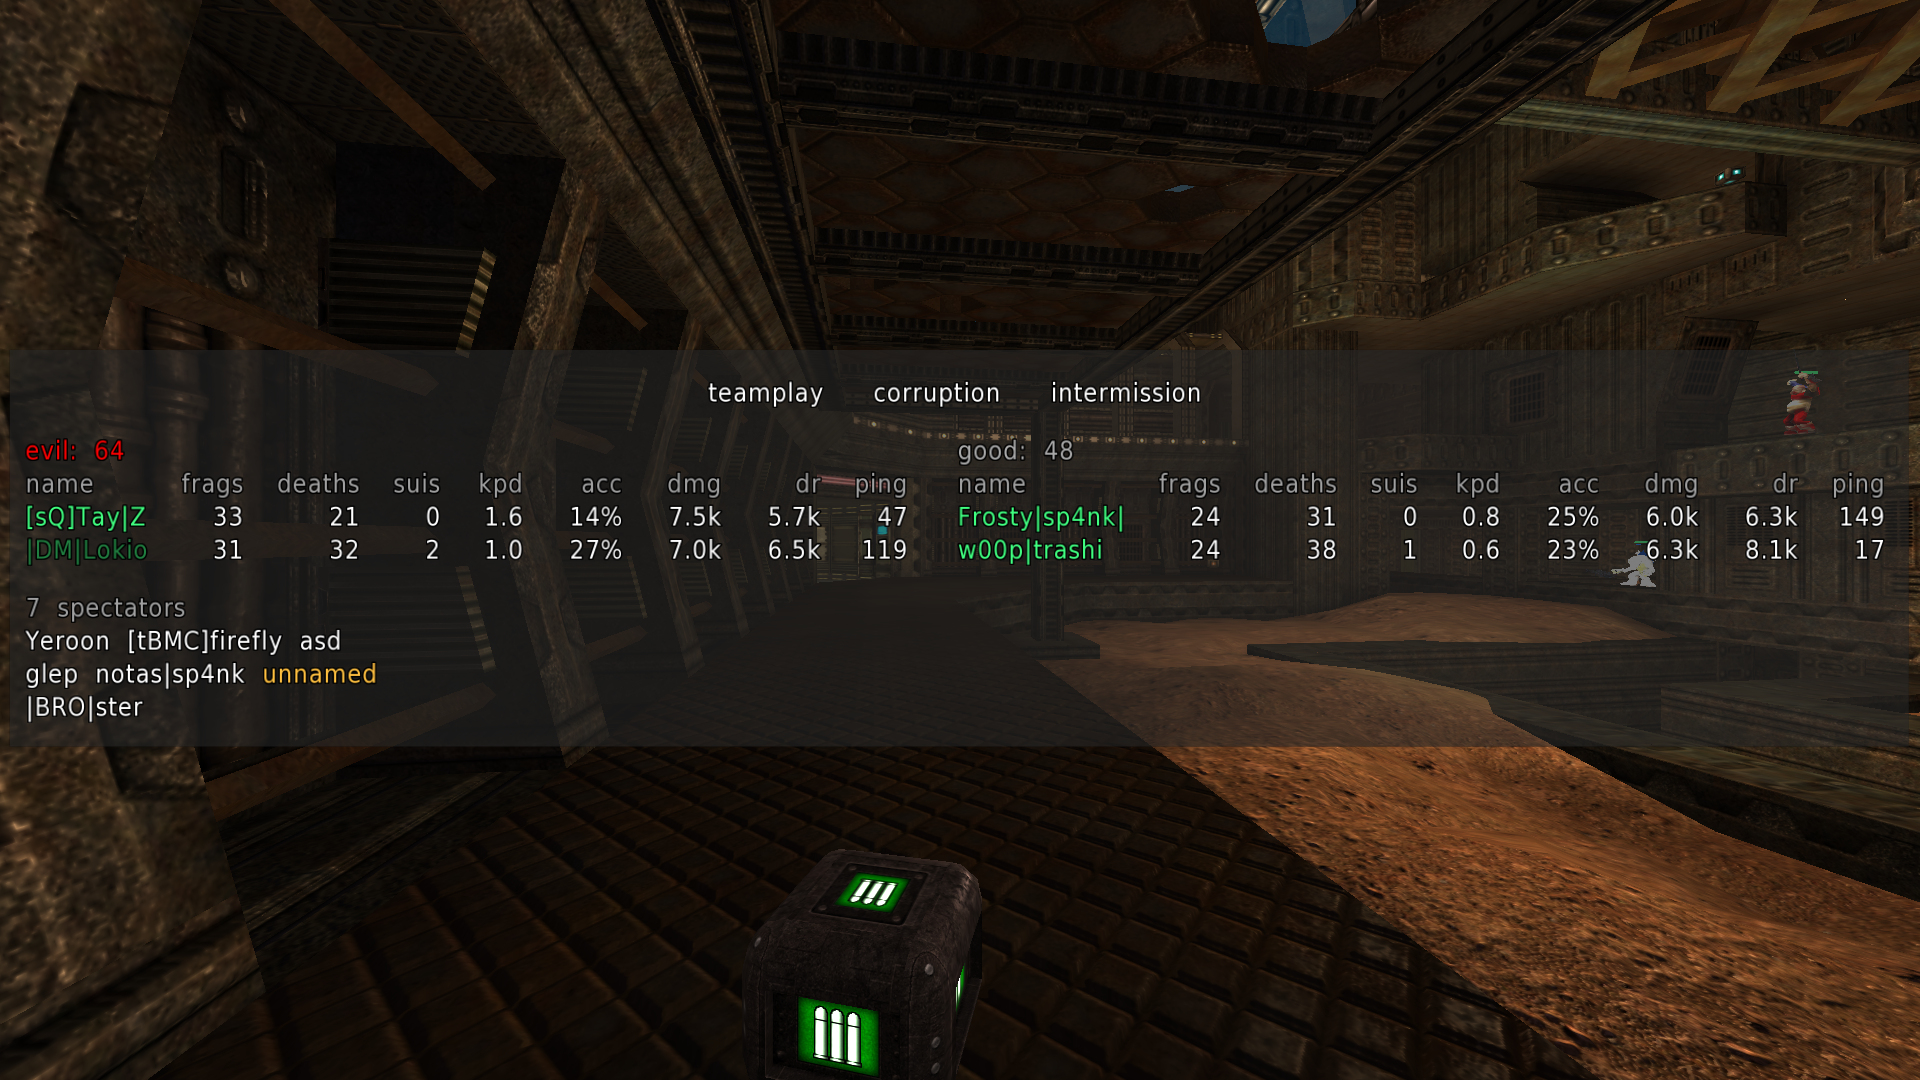 teamplay corruption intermission
evil: 64
name frags deaths suis kpd acc dmg dr ping
[sQ]Tay|Z 33 21 0 1.6 14% 7.5k 5.7k 47
|DM|Lokio 31 32 2 1.0 27% 7.0k 6.5k 119
good: 48
name frags deaths suis kpd acc dmg dr ping
Frosty|sp4nk| 24 31 0 0.8 25% 6.0k 6.3k 149
w00p|trashi 24 38 1 0.6 23% 6.3k 8.1k 17
7 spectators
Yeroon [tBMC]firefly asd
glep notas|sp4nk unnamed
|BRO|ster